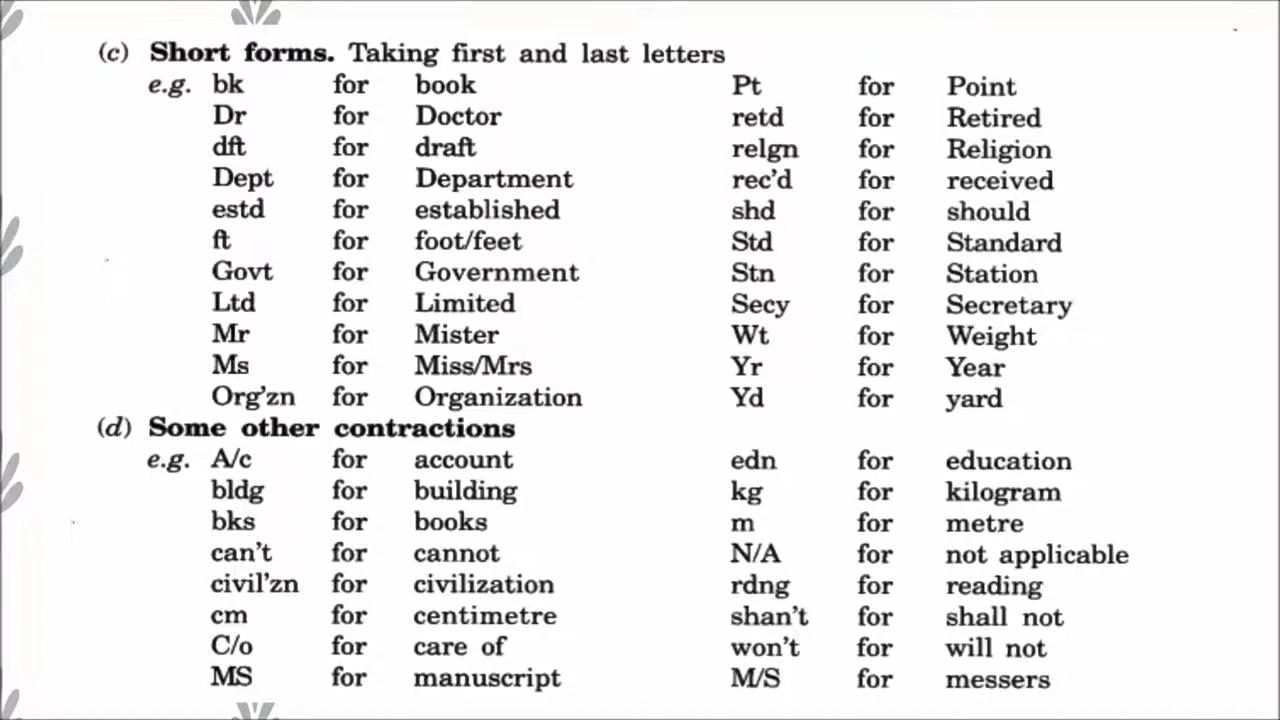 (c) Short forms. Taking first and last letters
e.g. bk for book Pt for Point
Dr for Doctor retd for Retired
dft for draft relgn for Religion
Dept for Department rec'd for received
estd for established shd for should
ft for foot/feet Std for Standard
Govt for Government Stn for Station
Ltd for Limited Secy for Secretary
Mr for Mister Wt for Weight
Ms for Miss/Mrs Yr for Year
Org'zn for Organization Yd for yard
(d) Some other contractions
e.g. A/c for account edn for education
bldg for building kg for kilogram
bks for books m for metre
can't for cannot N/A for not applicable
civil'zn for civilization rdng for reading
cm for centimetre shan't for shall not
C/o for care of won't for will not
MS for manuscript M/S for messers